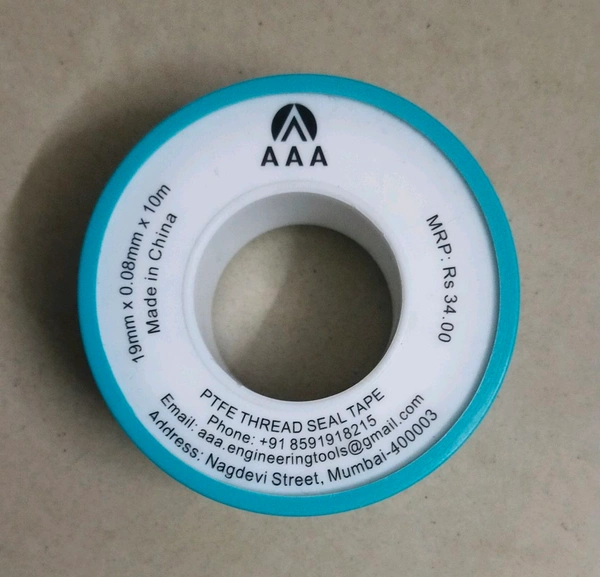 AAA
19mm x 0.08mm x 10m
Made in China
MRP: Rs 34.00
PTFE THREAD SEAL TAPE
Phone: +91 8591918215
Email: aaa.engineeringtools@gmail.com
Address: Nagdevi Street, Mumbai-400003